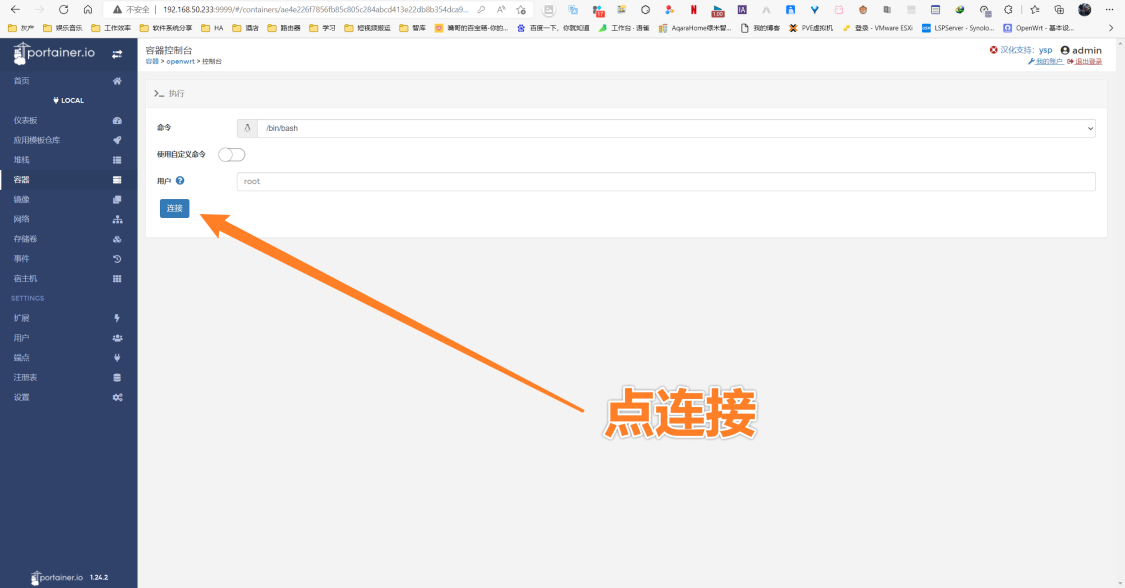 不安全 | 192.168.50.233:9999/#/containers/ae4e226f7856fb85c805c284abcd413e22db8b354dca9...
灰产 娱乐音乐 工作效率 软件系统分享 HA 酒店 路由器 学习 短视频搬运 智库 百度一下，你就知道 工作台 · 语雀 AqaraHome绿米智... 我的博客 PVE虚拟机 登录 - VMware ESXi LSPServer - Synolo... OpenWrt - 基本设...
portainer.io
容器控制台
容器 > openwrt > 控制台
汉化支持: ysp admin
我的账户 退出登录
首页
LOCAL
仪表板
应用模板仓库
堆栈
容器
镜像
网络
存储卷
事件
宿主机
SETTINGS
扩展
用户
端点
注册表
设置
执行
命令 /bin/bash
使用自定义命令
用户 root
连接
点连接
portainer.io 1.24.2